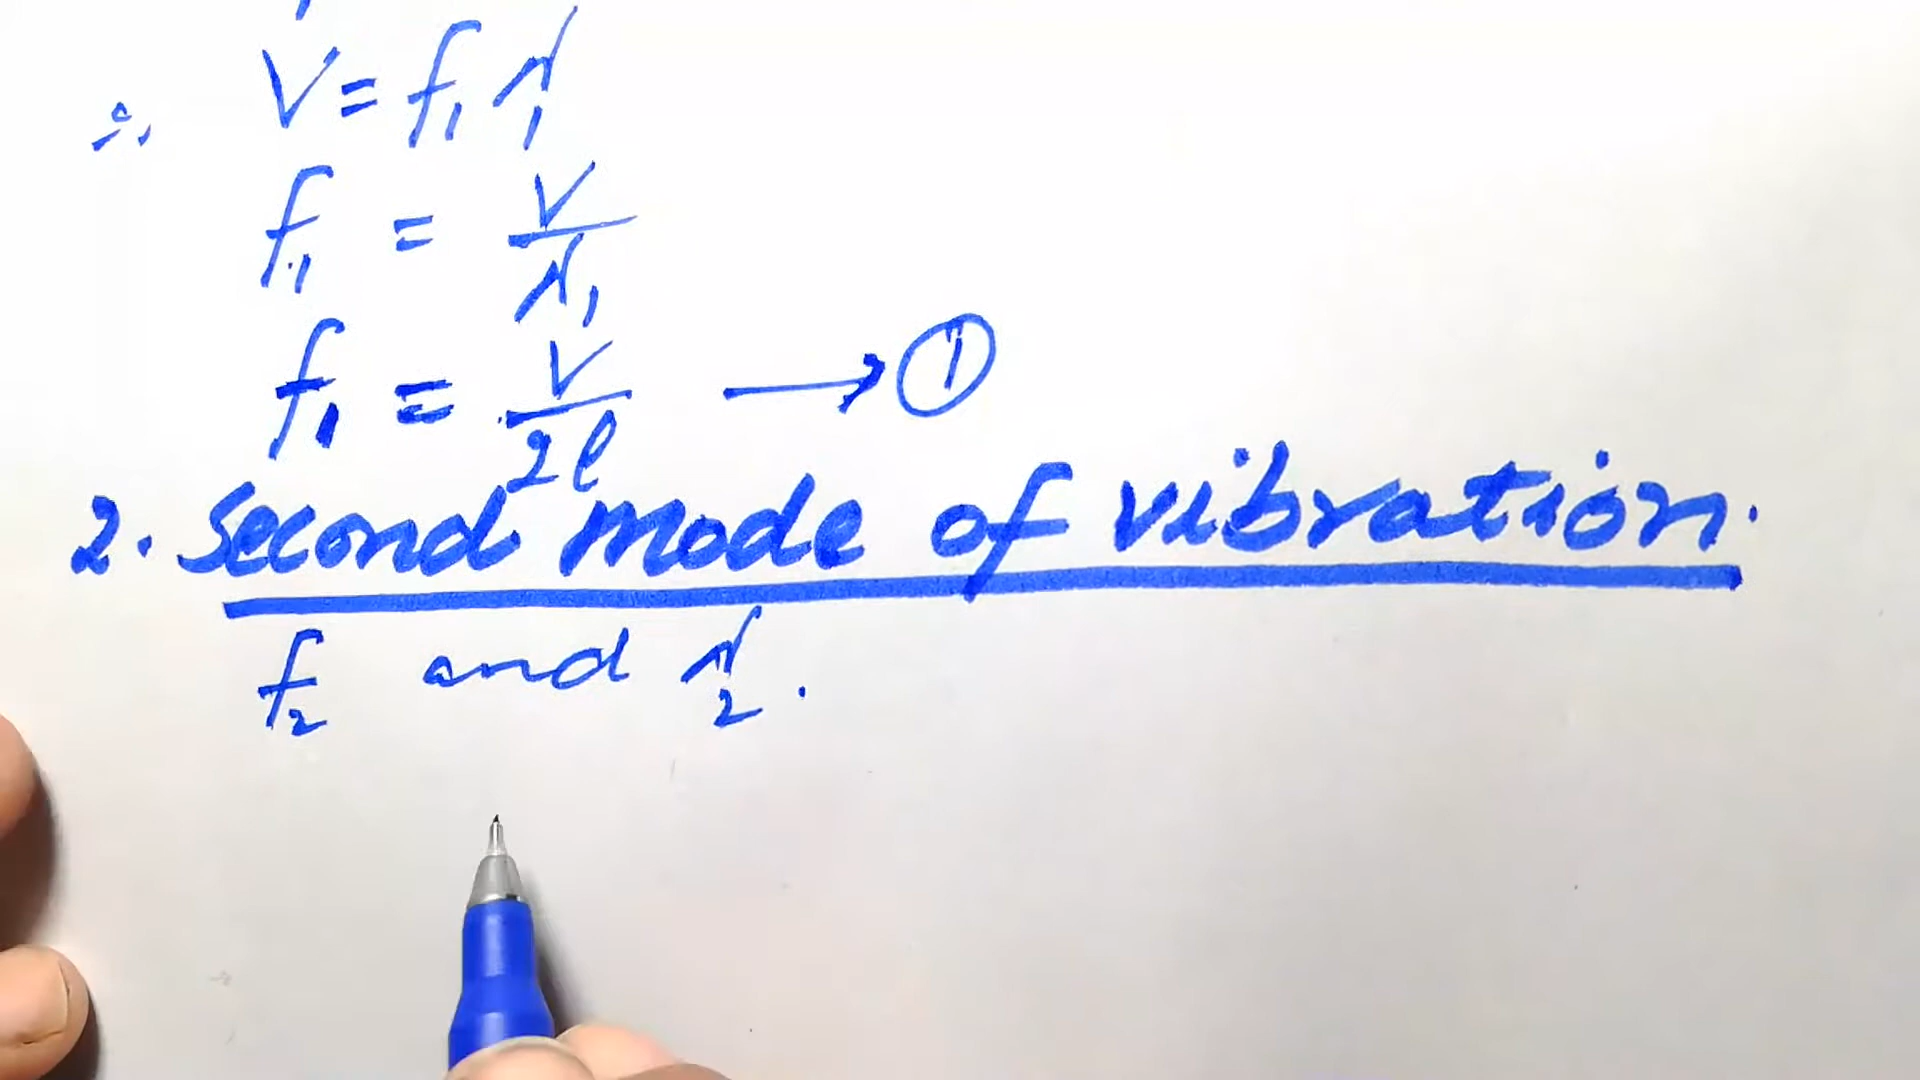 ∴ V = f₁ λ₁
f₁ = V/λ₁
f₁ = V/2l → ①
2. Second mode of vibration.
f₂ and λ₂.